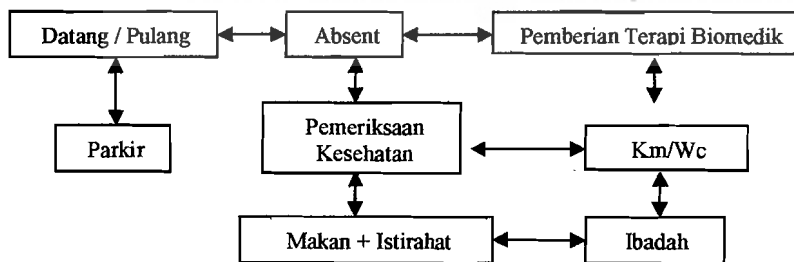 Datang / Pulang
Absent
Pemberian Terapi Biomedik
Parkir
Pemeriksaan
Kesehatan
Km/Wc
Makan + Istirahat
Ibadah